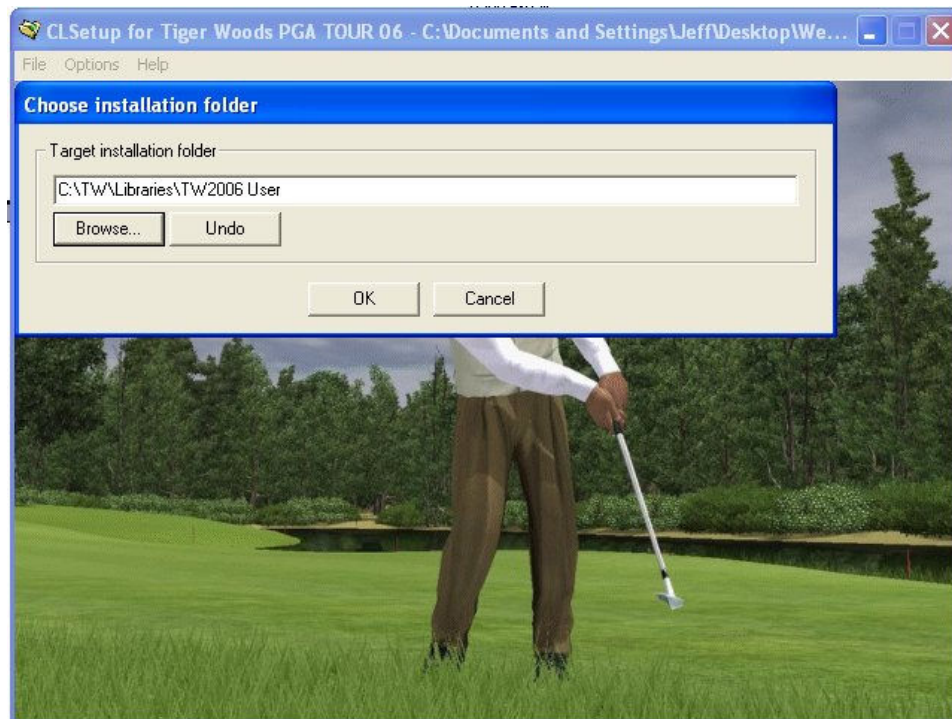 CLSetup for Tiger Woods PGA TOUR 06 - C:\Documents and Settings\Jeff\Desktop\We...
File Options Help
Choose installation folder
Target installation folder
C:\TW\Libraries\TW2006 User
Browse... Undo
OK Cancel